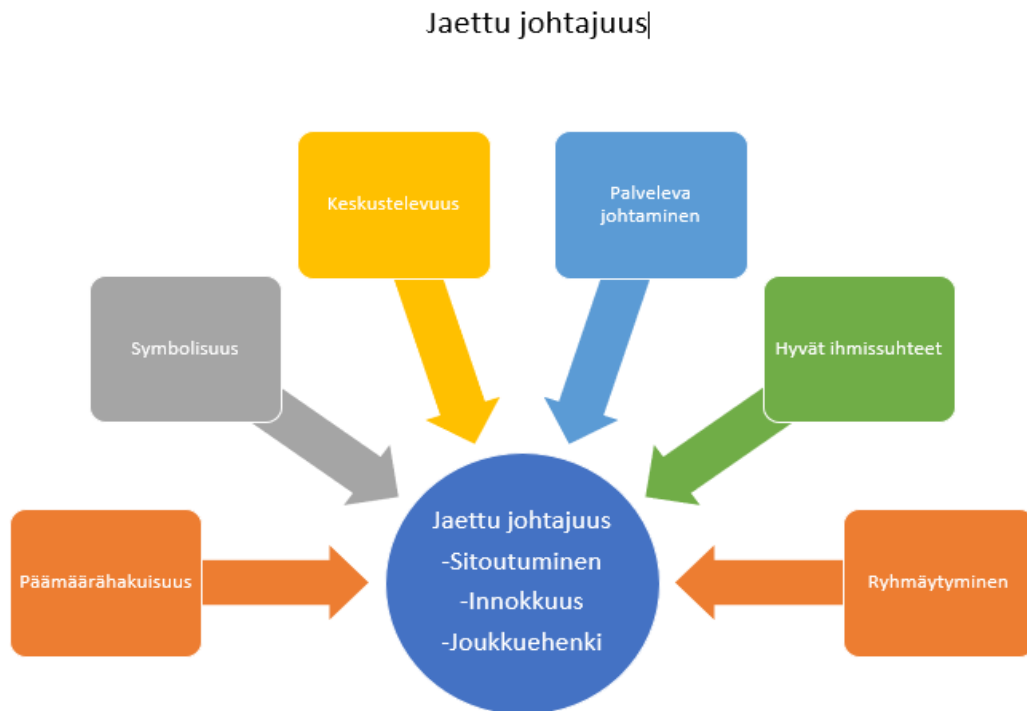 Jaettu johtajuus
Keskustelevuus
Palveleva
johtaminen
Symbolisuus
Hyvät ihmissuhteet
Päämäärähakuisuus
Jaettu johtajuus
-Sitoutuminen
-Innokkuus
-Joukkuehenki
Ryhmäytyminen